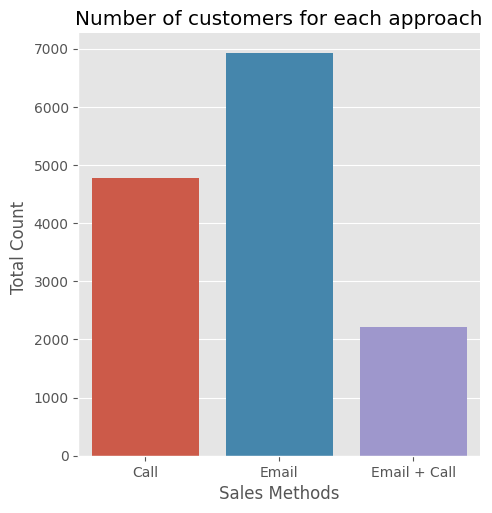 Number of customers for each approach
7000
6000
5000
4000
3000
2000
1000
0
Total Count
Call Email Email + Call
Sales Methods